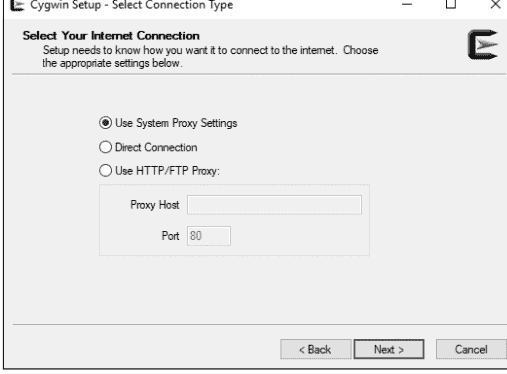 Cygwin Setup - Select Connection Type
Select Your Internet Connection
Setup needs to know how you want it to connect to the internet. Choose
the appropriate settings below.
Use System Proxy Settings
Direct Connection
Use HTTP/FTP Proxy:
Proxy Host
Port 80
< Back Next > Cancel